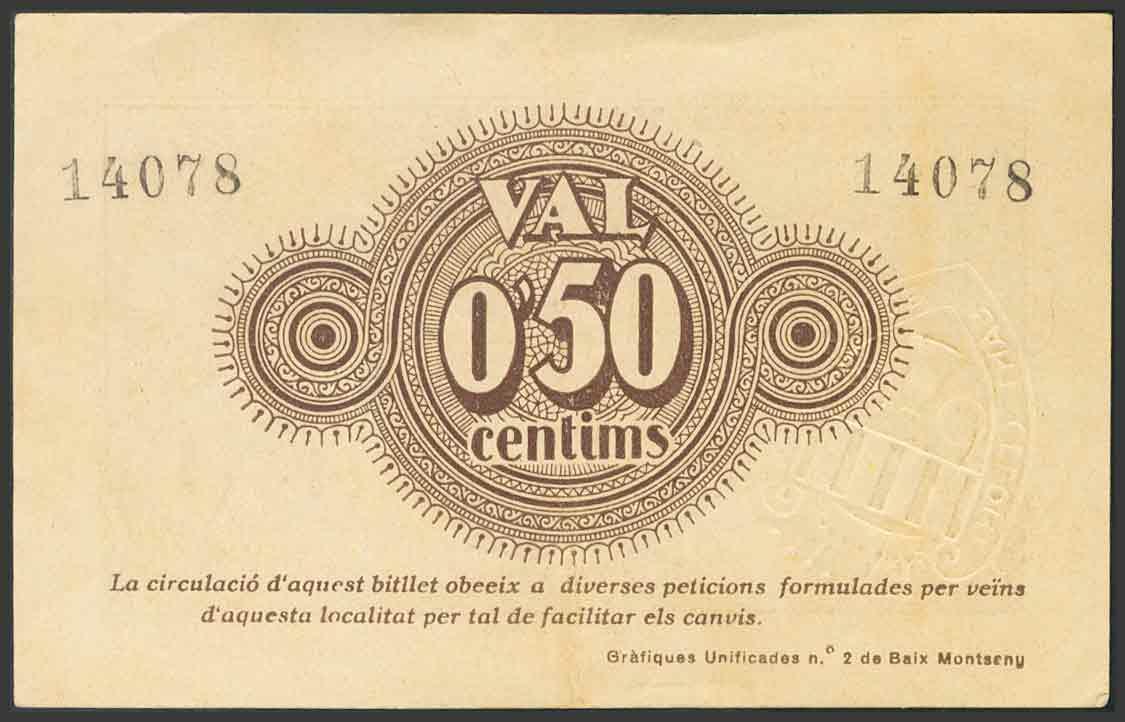 14078
14078
VAL
0'50
centims
La circulació d'aquest bitllet obeeix a diverses peticions formulades per veïns
d'aquesta localitat per tal de facilitar els canvis.
Gràfiques Unificades n.º 2 de Baix Montseny